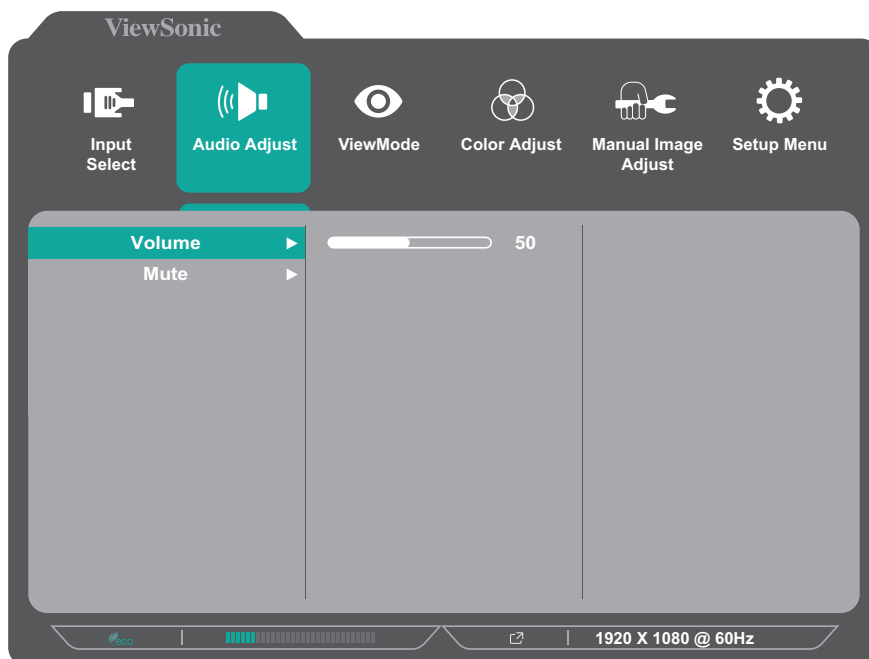 ViewSonic
Input
Select
Audio Adjust
ViewMode
Color Adjust
Manual Image
Adjust
Setup Menu
Volume
50
Mute
eco
1920 X 1080 @ 60Hz